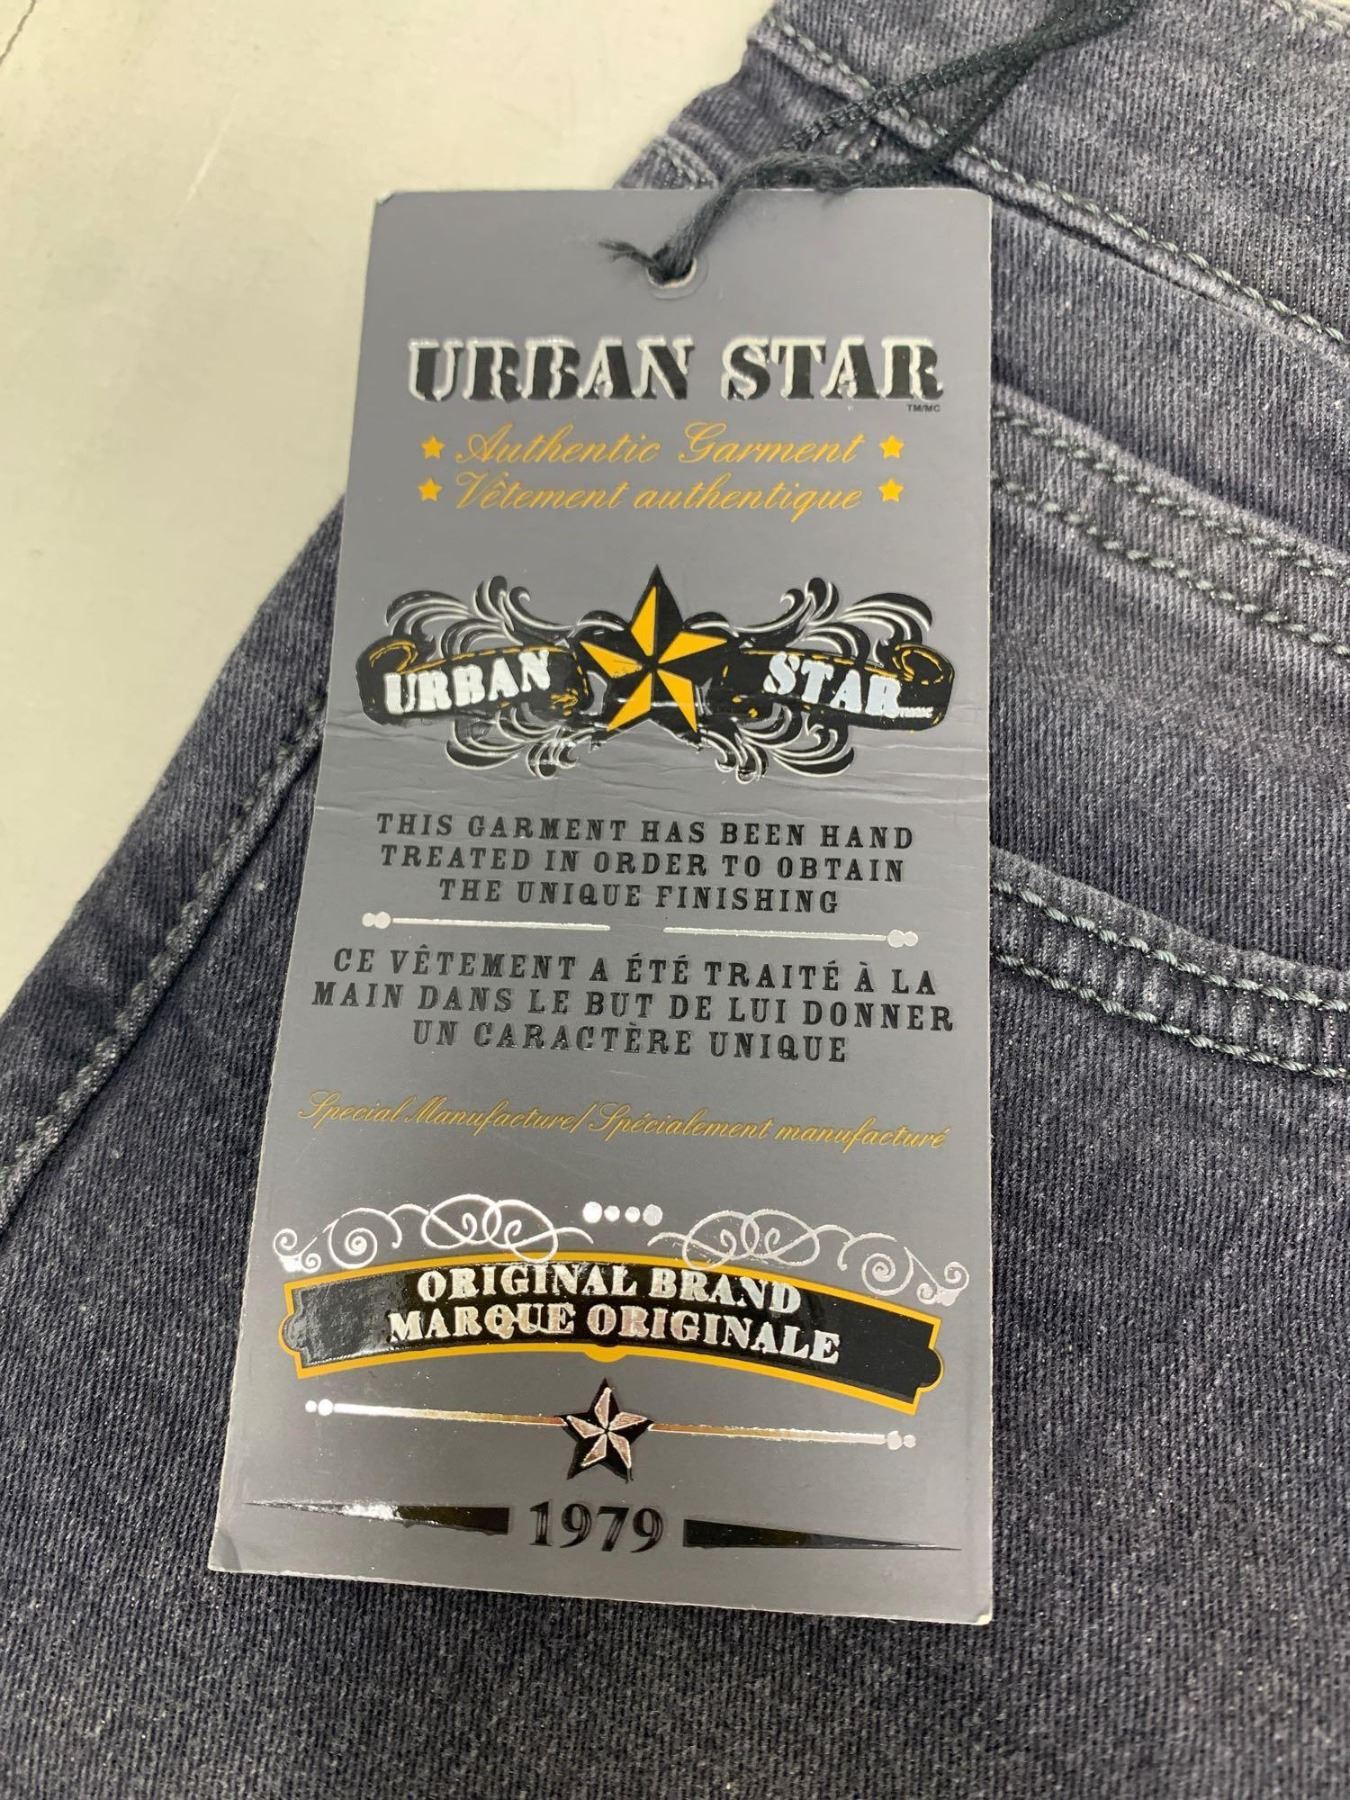 URBAN STAR
TM/MC
Authentic Garment
Vêtement authentique
URBAN STAR
THIS GARMENT HAS BEEN HAND
TREATED IN ORDER TO OBTAIN
THE UNIQUE FINISHING
CE VÊTEMENT A ÉTÉ TRAITÉ À LA
MAIN DANS LE BUT DE LUI DONNER
UN CARACTÈRE UNIQUE
Special Manufacture/Spécialement manufacturé
ORIGINAL BRAND
MARQUE ORIGINALE
1979